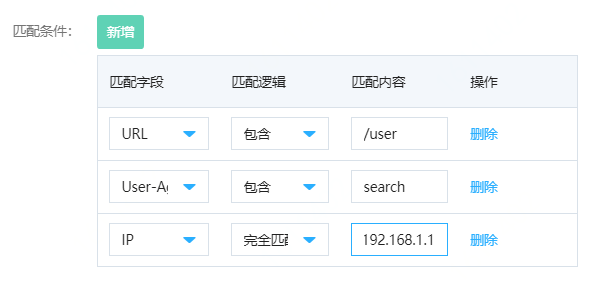 匹配条件： 新增
匹配字段 匹配逻辑 匹配内容 操作
URL 包含 /user 删除
User-Ag 包含 search 删除
IP 完全匹配 192.168.1.1 删除